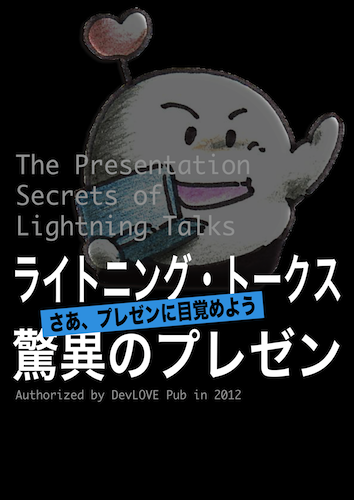 The Presentation
Secrets of
Lightning Talks
ライトニング・トークス
さあ、プレゼンに目覚めよう
驚異のプレゼン
Authorized by DevLOVE Pub in 2012